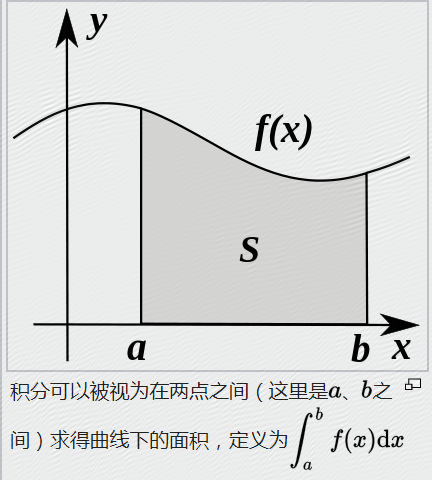 y
f(x)
S
a
b
x
积分可以被视为在两点之间（这里是a、b之
间）求得曲线下的面积，定义为∫ₐᵇ f(x)dx